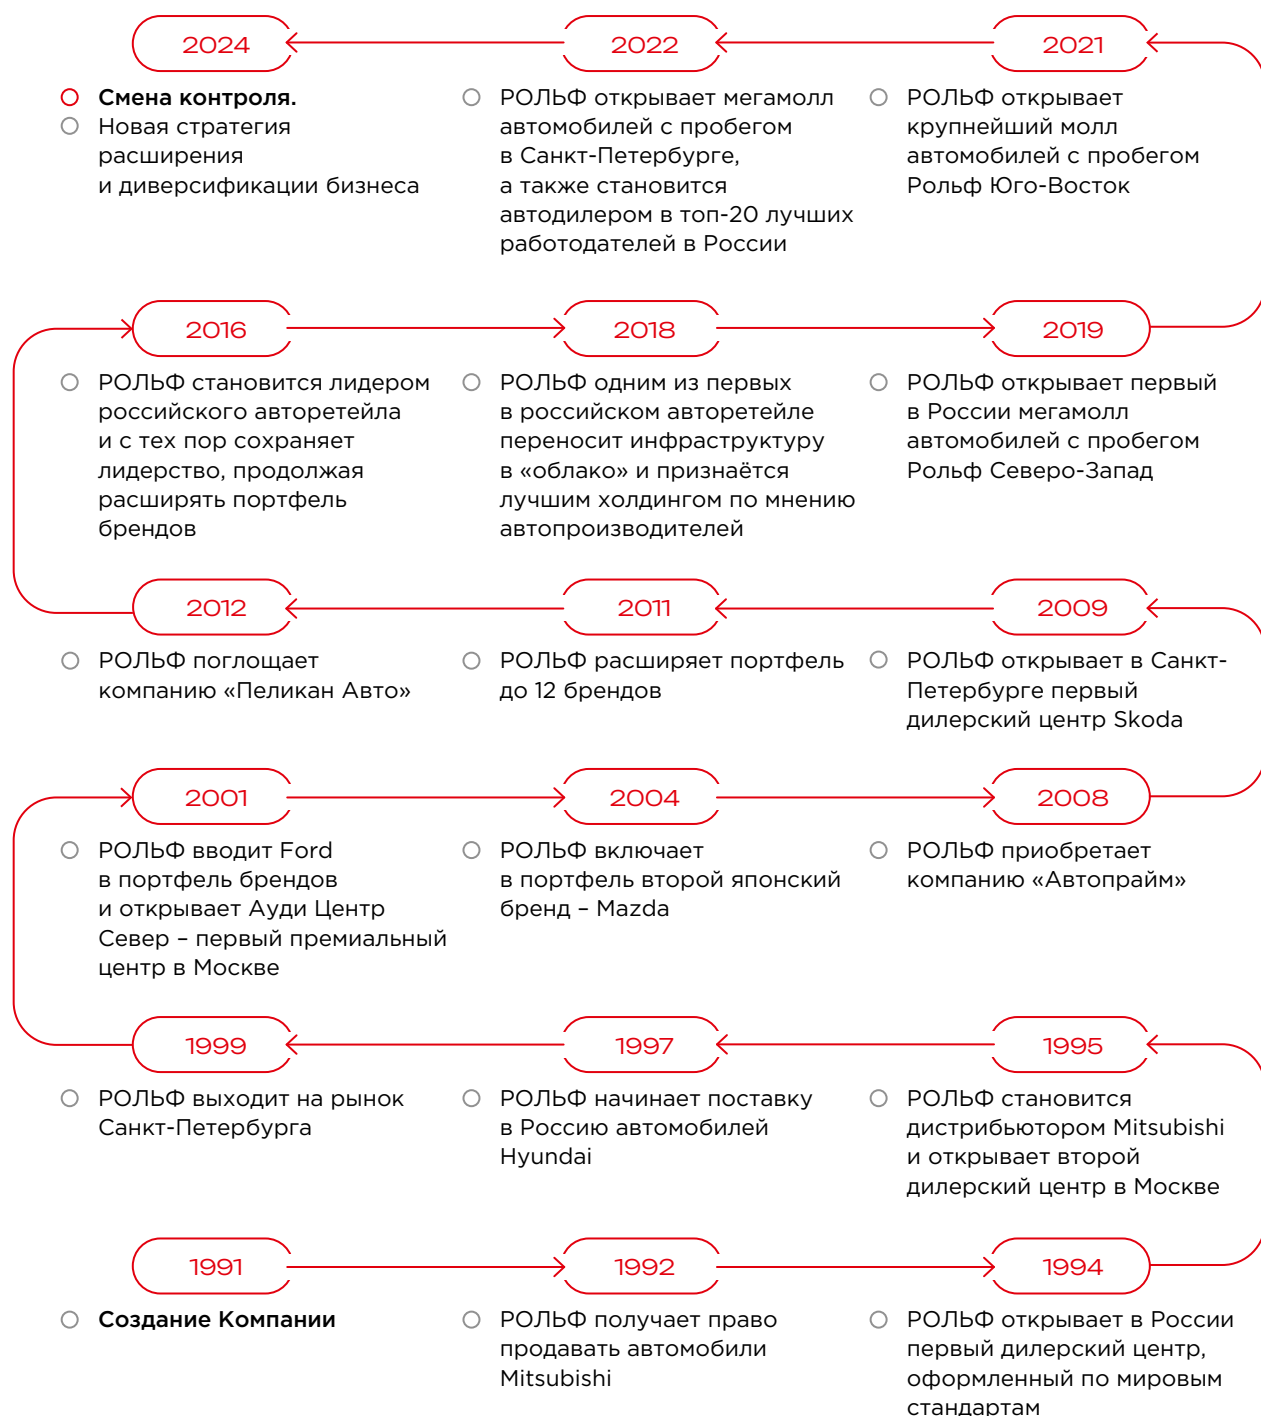 2024
Смена контроля.
Новая стратегия
расширения
и диверсификации бизнеса
2022
РОЛЬФ открывает мегамолл
автомобилей с пробегом
в Санкт-Петербурге,
а также становится
автодилером в топ-20 лучших
работодателей в России
2021
РОЛЬФ открывает
крупнейший молл
автомобилей с пробегом
Рольф Юго-Восток
2016
РОЛЬФ становится лидером
российского авторетейла
и с тех пор сохраняет
лидерство, продолжая
расширять портфель
брендов
2018
РОЛЬФ одним из первых
в российском авторетейле
переносит инфраструктуру
в «облако» и признаётся
лучшим холдингом по мнению
автопроизводителей
2019
РОЛЬФ открывает первый
в России мегамолл
автомобилей с пробегом
Рольф Северо-Запад
2012
РОЛЬФ поглощает
компанию «Пеликан Авто»
2011
РОЛЬФ расширяет портфель
до 12 брендов
2009
РОЛЬФ открывает в Санкт-
Петербурге первый
дилерский центр Skoda
2001
РОЛЬФ вводит Ford
в портфель брендов
и открывает Ауди Центр
Север – первый премиальный
центр в Москве
2004
РОЛЬФ включает
в портфель второй японский
бренд – Mazda
2008
РОЛЬФ приобретает
компанию «Автопрайм»
1999
РОЛЬФ выходит на рынок
Санкт-Петербурга
1997
РОЛЬФ начинает поставку
в Россию автомобилей
Hyundai
1995
РОЛЬФ становится
дистрибьютором Mitsubishi
и открывает второй
дилерский центр в Москве
1991
Создание Компании
1992
РОЛЬФ получает право
продавать автомобили
Mitsubishi
1994
РОЛЬФ открывает в России
первый дилерский центр,
оформленный по мировым
стандартам